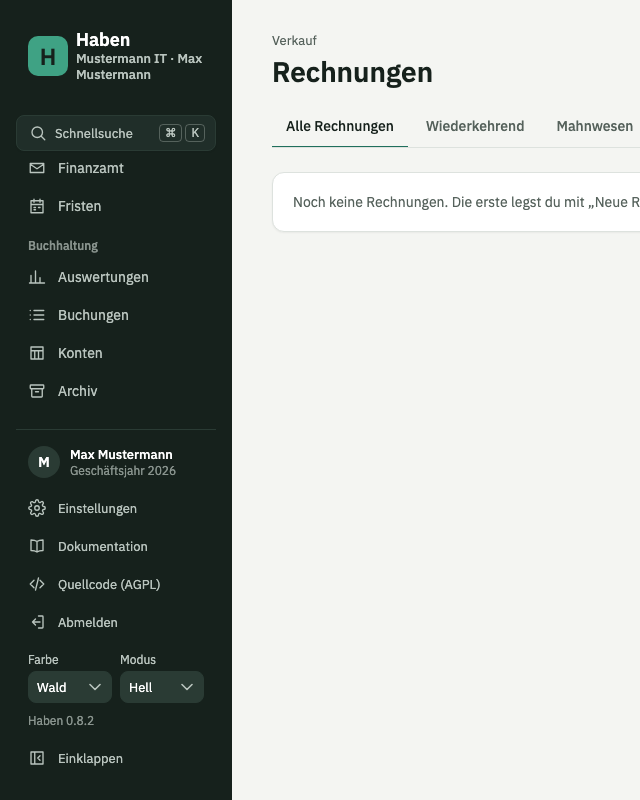 H
Haben
Mustermann IT · Max
Mustermann
Schnellsuche ⌘ K
Finanzamt
Fristen
Buchhaltung
Auswertungen
Buchungen
Konten
Archiv
M
Max Mustermann
Geschäftsjahr 2026
Einstellungen
Dokumentation
Quellcode (AGPL)
Abmelden
Farbe Modus
Wald Hell
Haben 0.8.2
Einklappen
Verkauf
Rechnungen
Alle Rechnungen Wiederkehrend Mahnwesen
Noch keine Rechnungen. Die erste legst du mit „Neue R